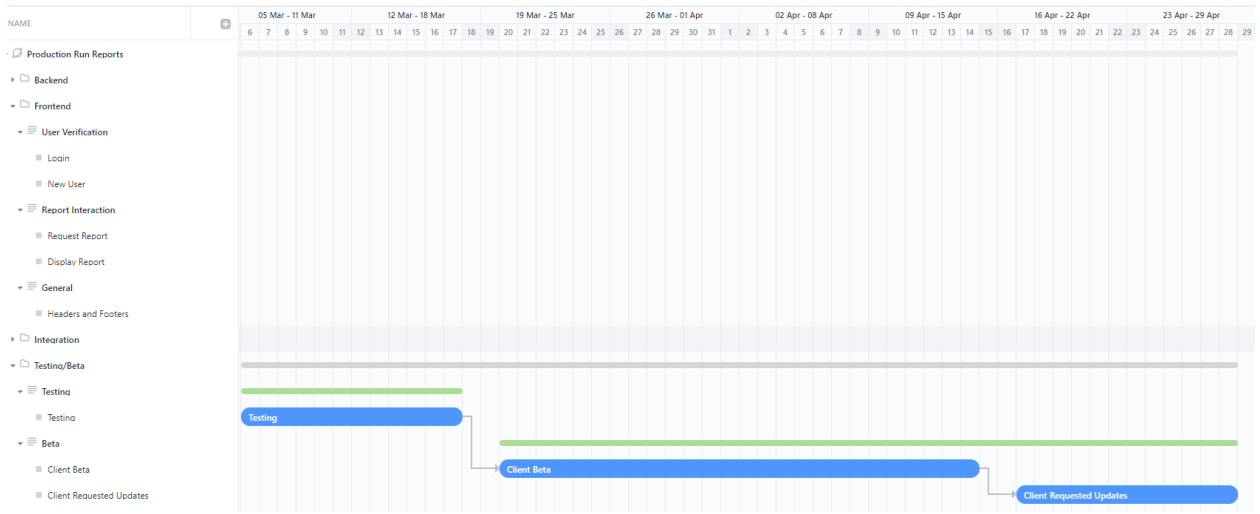 NAME
05 Mar - 11 Mar 12 Mar - 18 Mar 19 Mar - 25 Mar 26 Mar - 01 Apr 02 Apr - 08 Apr 09 Apr - 15 Apr 16 Apr - 22 Apr 23 Apr - 29 Apr
6 7 8 9 10 11 12 13 14 15 16 17 18 19 20 21 22 23 24 25 26 27 28 29 30 31 1 2 3 4 5 6 7 8 9 10 11 12 13 14 15 16 17 18 19 20 21 22 23 24 25 26 27 28 29
Production Run Reports
Backend
Frontend
User Verification
Login
New User
Report Interaction
Request Report
Display Report
General
Headers and Footers
Integration
Testing/Beta
Testing
Testing Testing
Beta
Client Beta Client Beta
Client Requested Updates Client Requested Updates